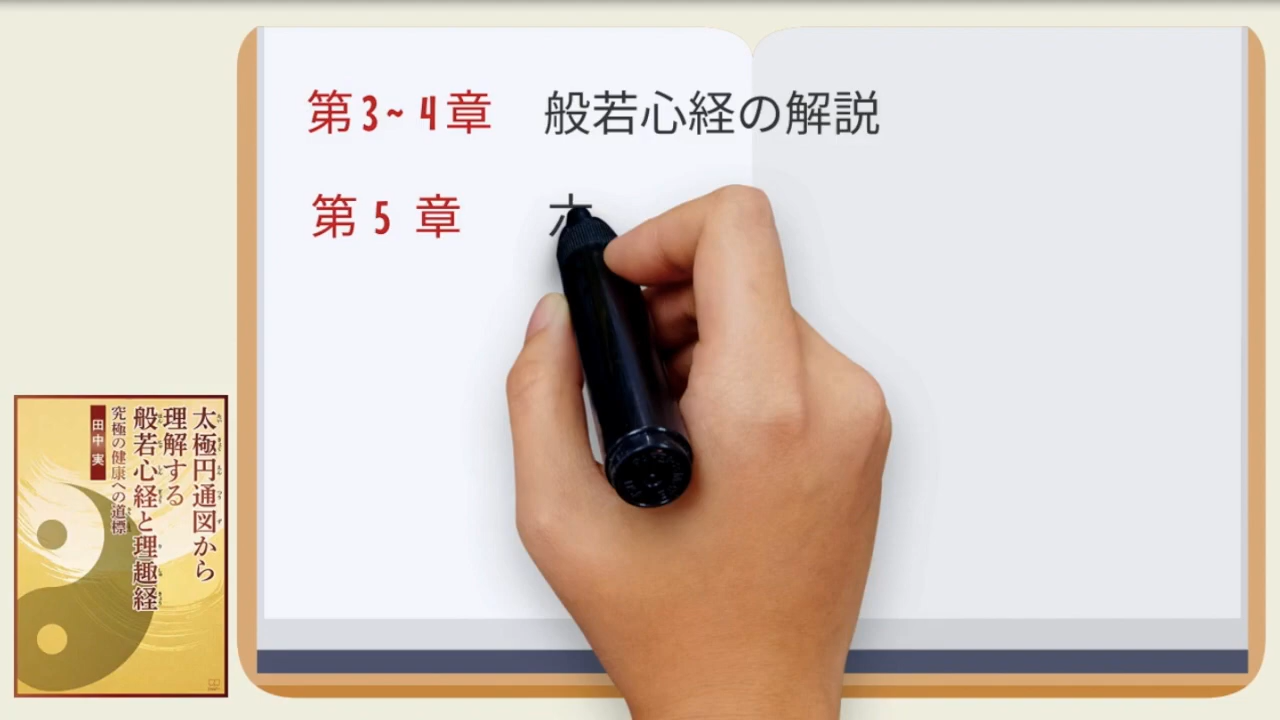 第3~4章 般若心経の解説
第5章
太極円通図から
理解する
般若心経と理趣経
究極の健康への道標
田中 実